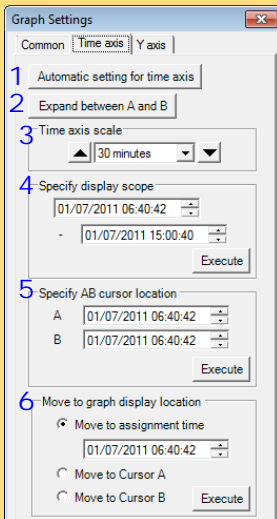 Graph Settings
Common Time axis Y axis
1 Automatic setting for time axis
2 Expand between A and B
3 Time axis scale
30 minutes
4 Specify display scope
01/07/2011 06:40:42
- 01/07/2011 15:00:40
Execute
5 Specify AB cursor location
A 01/07/2011 06:40:42
B 01/07/2011 06:40:42
Execute
6 Move to graph display location
Move to assignment time
01/07/2011 06:40:42
Move to Cursor A
Move to Cursor B Execute